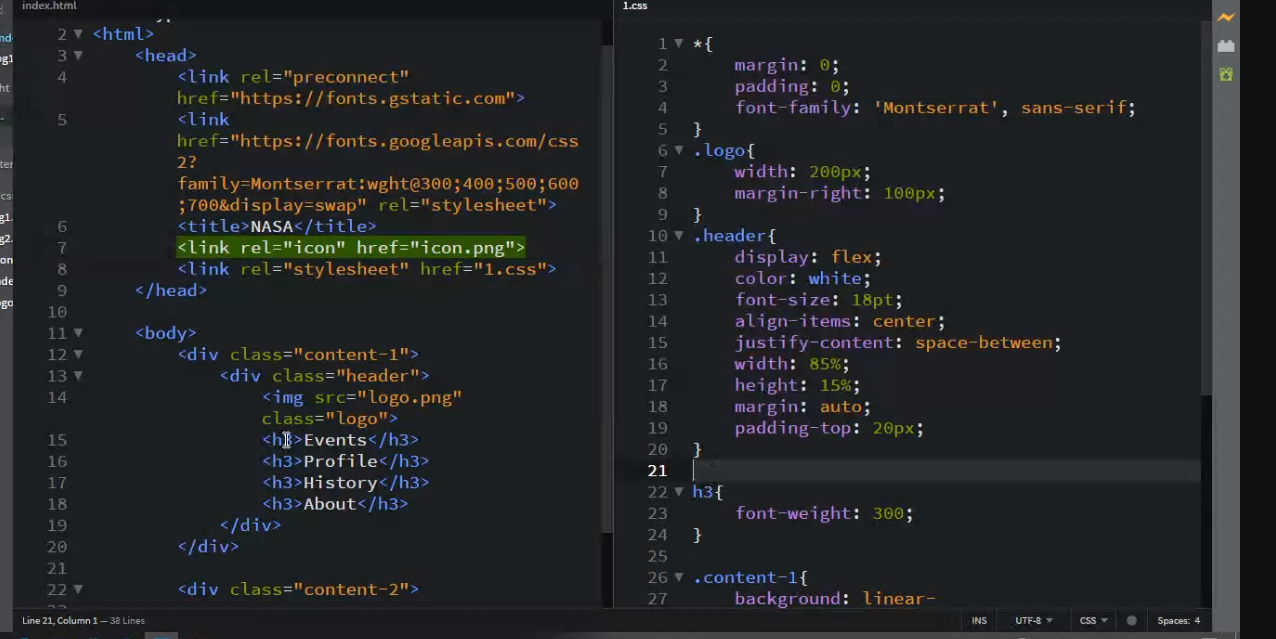 index.html
2 <html>
3 <head>
4 <link rel="preconnect"
href="https://fonts.gstatic.com">
5 <link
href="https://fonts.googleapis.com/css
2?
family=Montserrat:wght@300;400;500;600
;700&display=swap" rel="stylesheet">
6 <title>NASA</title>
7 <link rel="icon" href="icon.png">
8 <link rel="stylesheet" href="1.css">
9 </head>
10
11 <body>
12 <div class="content-1">
13 <div class="header">
14 <img src="logo.png"
class="logo">
15 <h3>Events</h3>
16 <h3>Profile</h3>
17 <h3>History</h3>
18 <h3>About</h3>
19 </div>
20 </div>
21
22 <div class="content-2">
1.css
1 *{
2 margin: 0;
3 padding: 0;
4 font-family: 'Montserrat', sans-serif;
5 }
6 .logo{
7 width: 200px;
8 margin-right: 100px;
9 }
10 .header{
11 display: flex;
12 color: white;
13 font-size: 18pt;
14 align-items: center;
15 justify-content: space-between;
16 width: 85%;
17 height: 15%;
18 margin: auto;
19 padding-top: 20px;
20 }
21
22 h3{
23 font-weight: 300;
24 }
25
26 .content-1{
27 background: linear-
Line 21, Column 1 — 38 Lines
INS UTF-8 CSS Spaces: 4